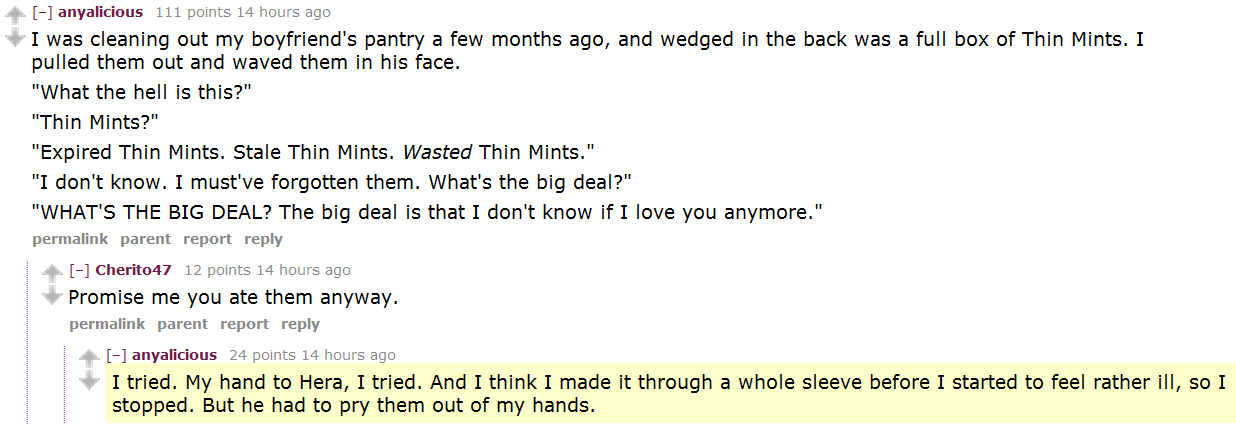 [–] anyalicious 111 points 14 hours ago
I was cleaning out my boyfriend's pantry a few months ago, and wedged in the back was a full box of Thin Mints. I
pulled them out and waved them in his face.
"What the hell is this?"
"Thin Mints?"
"Expired Thin Mints. Stale Thin Mints. Wasted Thin Mints."
"I don't know. I must've forgotten them. What's the big deal?"
"WHAT'S THE BIG DEAL? The big deal is that I don't know if I love you anymore."
permalink parent report reply
[–] Cherito47 12 points 14 hours ago
Promise me you ate them anyway.
permalink parent report reply
[–] anyalicious 24 points 14 hours ago
I tried. My hand to Hera, I tried. And I think I made it through a whole sleeve before I started to feel rather ill, so I
stopped. But he had to pry them out of my hands.